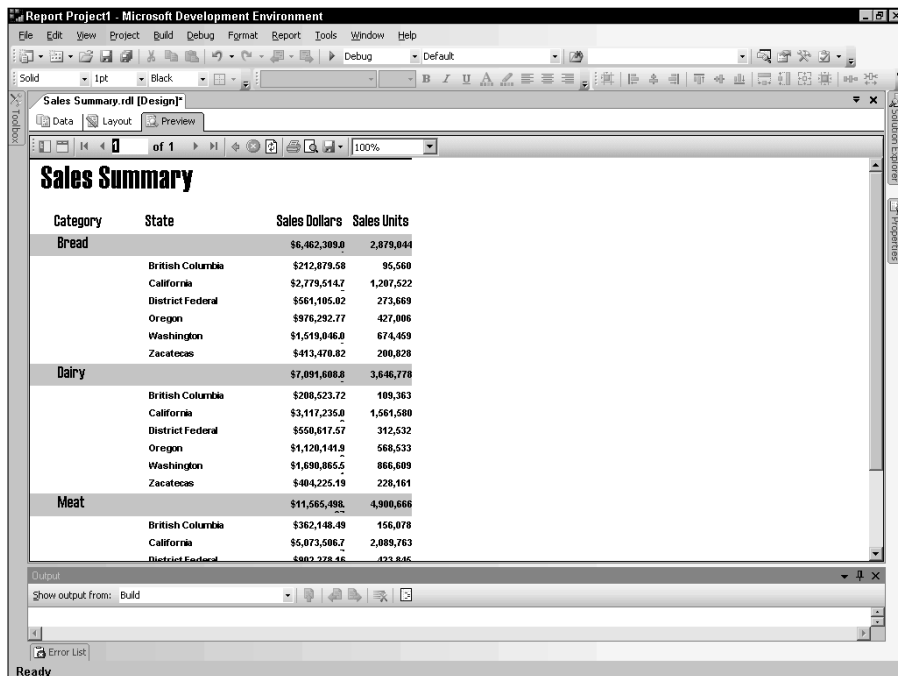 Report Project1 - Microsoft Development Environment
File Edit View Project Build Debug Format Report Tools Window Help
Debug Default
Solid 1pt Black B I U A
Toolbox
Sales Summary.rdl [Design]*
Data Layout Preview
1 of 1 100%
Solution Explorer
Properties
Sales Summary
Category State Sales Dollars Sales Units
Bread $6,462,309.0 2,879,044
British Columbia $212,879.58 95,560
California $2,779,514.7 1,207,522
District Federal $561,105.02 273,669
Oregon $976,292.77 427,006
Washington $1,519,046.0 674,459
Zacatecas $413,470.82 200,828
Dairy $7,091,608.8 3,646,778
British Columbia $208,523.72 109,363
California $3,117,235.0 1,561,580
District Federal $550,617.57 312,532
Oregon $1,120,141.9 568,533
Washington $1,690,865.5 866,609
Zacatecas $404,225.19 228,161
Meat $11,565,498. 4,900,666
British Columbia $362,148.49 156,078
California $5,073,506.7 2,089,763
District Federal $902,278.16 423,845
Output
Show output from: Build
Error List
Ready